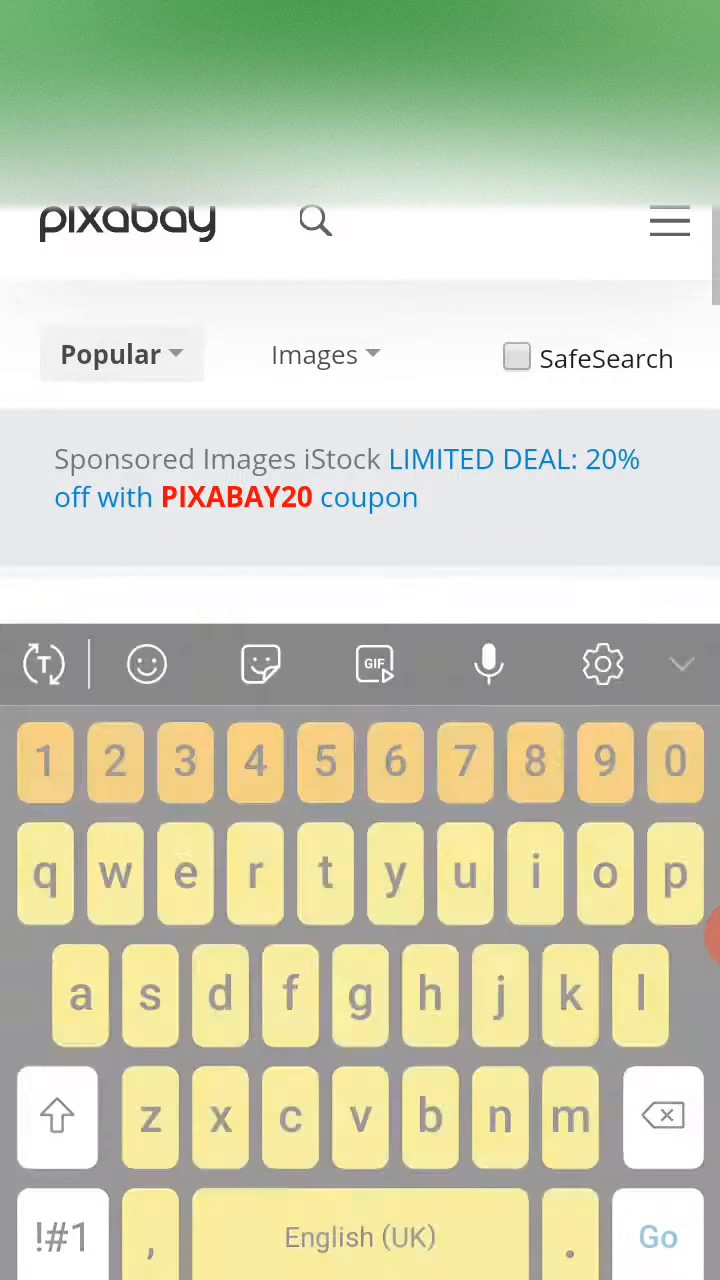 pixabay
Popular Images SafeSearch
Sponsored Images iStock LIMITED DEAL: 20%
off with PIXABAY20 coupon
T GIF
1 2 3 4 5 6 7 8 9 0
q w e r t y u i o p
a s d f g h j k l
z x c v b n m
!#1 , English (UK) . Go